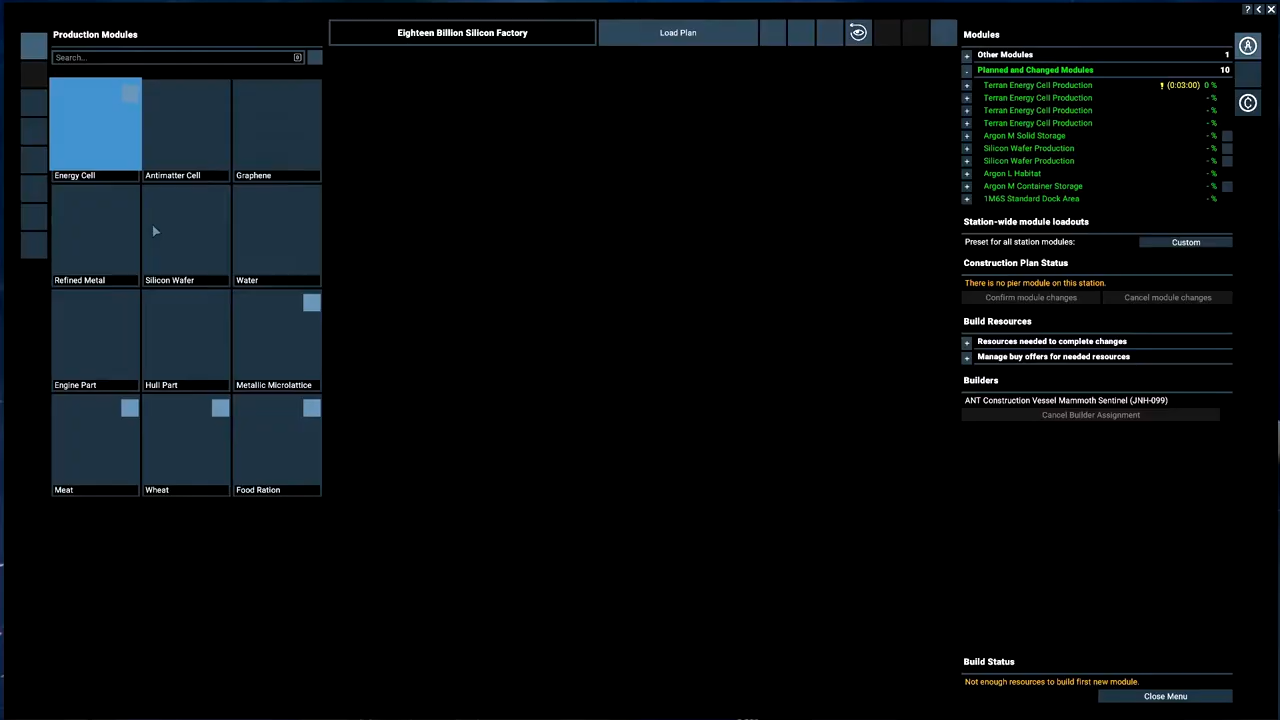 ? < X
Production Modules
Search...
Energy Cell
Antimatter Cell
Graphene
Refined Metal
Silicon Wafer
Water
Engine Part
Hull Part
Metallic Microlattice
Meat
Wheat
Food Ration
Eighteen Billion Silicon Factory
Load Plan
Modules
+ Other Modules 1
- Planned and Changed Modules 10
+ Terran Energy Cell Production ! (0:03:00) 0 %
+ Terran Energy Cell Production - %
+ Terran Energy Cell Production - %
+ Terran Energy Cell Production - %
+ Argon M Solid Storage - %
+ Silicon Wafer Production - %
+ Silicon Wafer Production - %
+ Argon L Habitat - %
+ Argon M Container Storage - %
+ 1M6S Standard Dock Area - %
Station-wide module loadouts
Preset for all station modules: Custom
Construction Plan Status
There is no pier module on this station.
Confirm module changes Cancel module changes
Build Resources
+ Resources needed to complete changes
+ Manage buy offers for needed resources
Builders
ANT Construction Vessel Mammoth Sentinel (JNH-099)
Cancel Builder Assignment
Build Status
Not enough resources to build first new module.
Close Menu
A
C